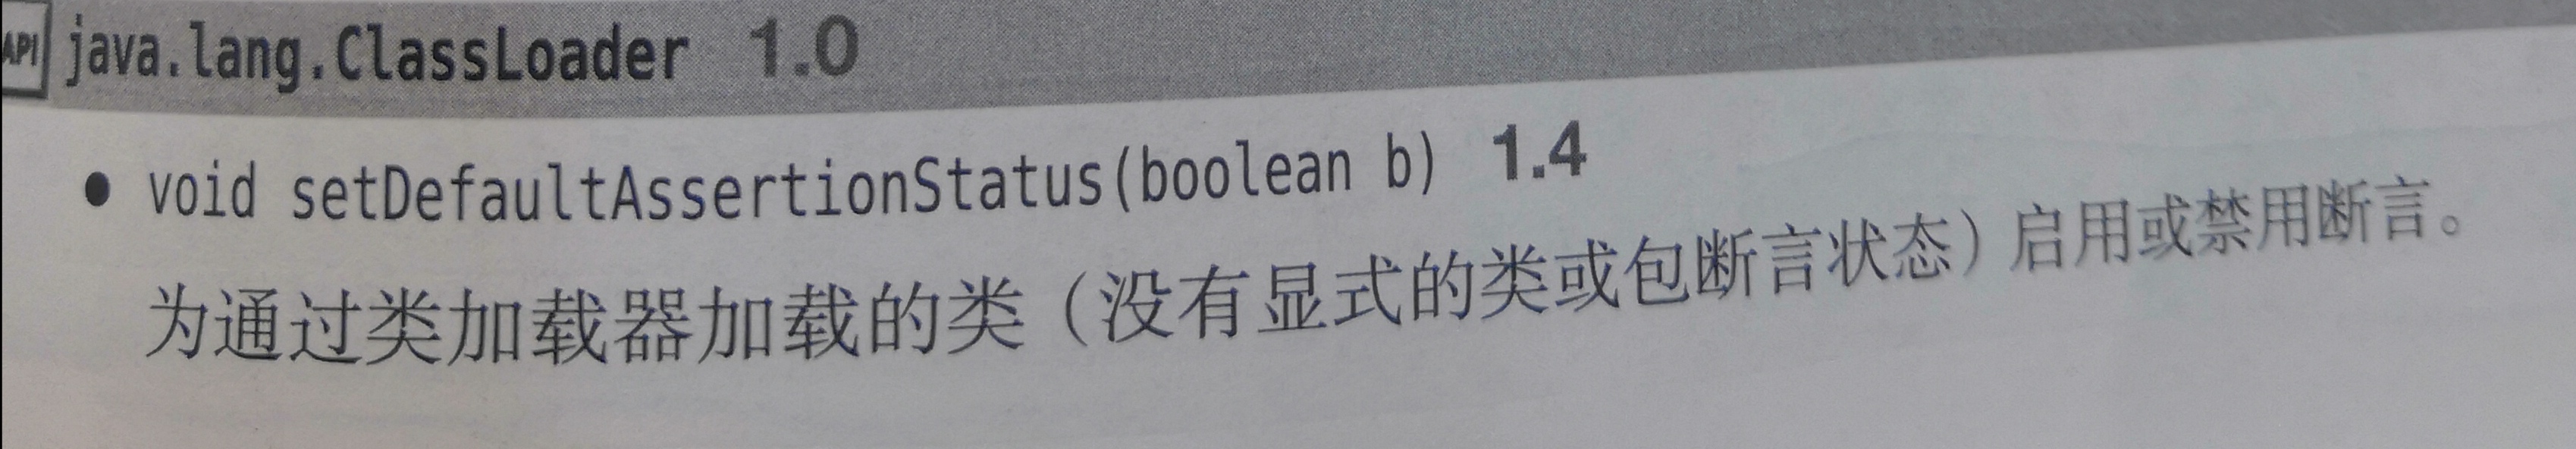 API java.lang.ClassLoader 1.0
• void setDefaultAssertionStatus(boolean b) 1.4
为通过类加载器加载的类（没有显式的类或包断言状态）启用或禁用断言。